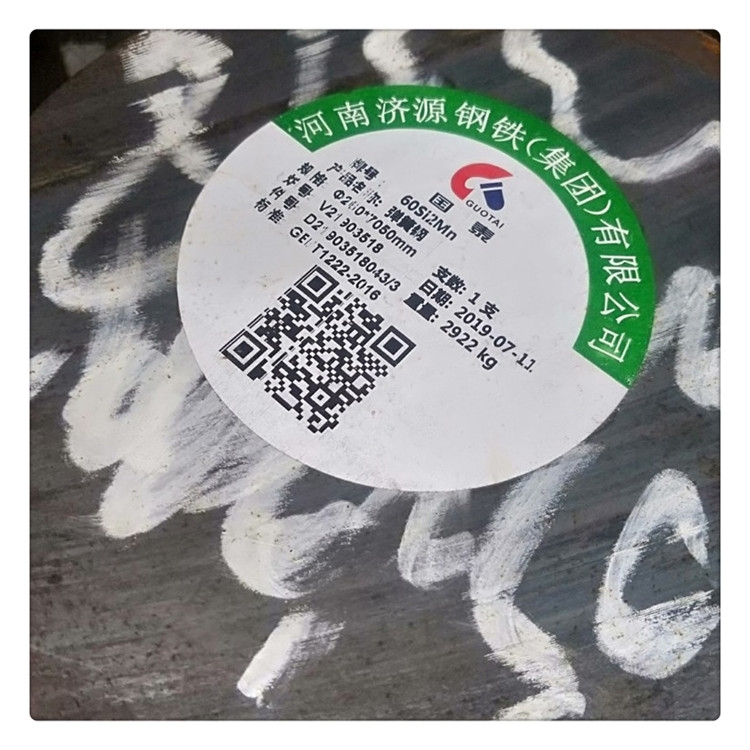 河南济源钢铁(集团)有限公司
GUOTAI
国泰
牌号: 60Si2Mn
产品名称: 弹簧钢
规格: Φ260*7050mm
炉号: V21903518
D21903518043/3
标准: GB/T1222-2016
支数: 1 支
日期: 2019-07-11
重量: 2922 kg